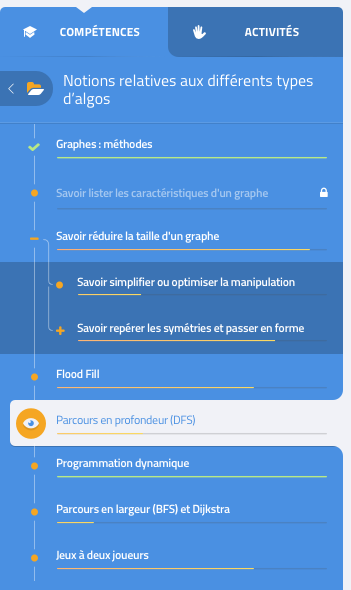 COMPÉTENCES
ACTIVITÉS
Notions relatives aux différents types
d'algos
Graphes : méthodes
Savoir lister les caractéristiques d'un graphe
Savoir réduire la taille d'un graphe
Savoir simplifier ou optimiser la manipulation
Savoir repérer les symétries et passer en forme
Flood Fill
Parcours en profondeur (DFS)
Programmation dynamique
Parcours en largeur (BFS) et Dijkstra
Jeux à deux joueurs